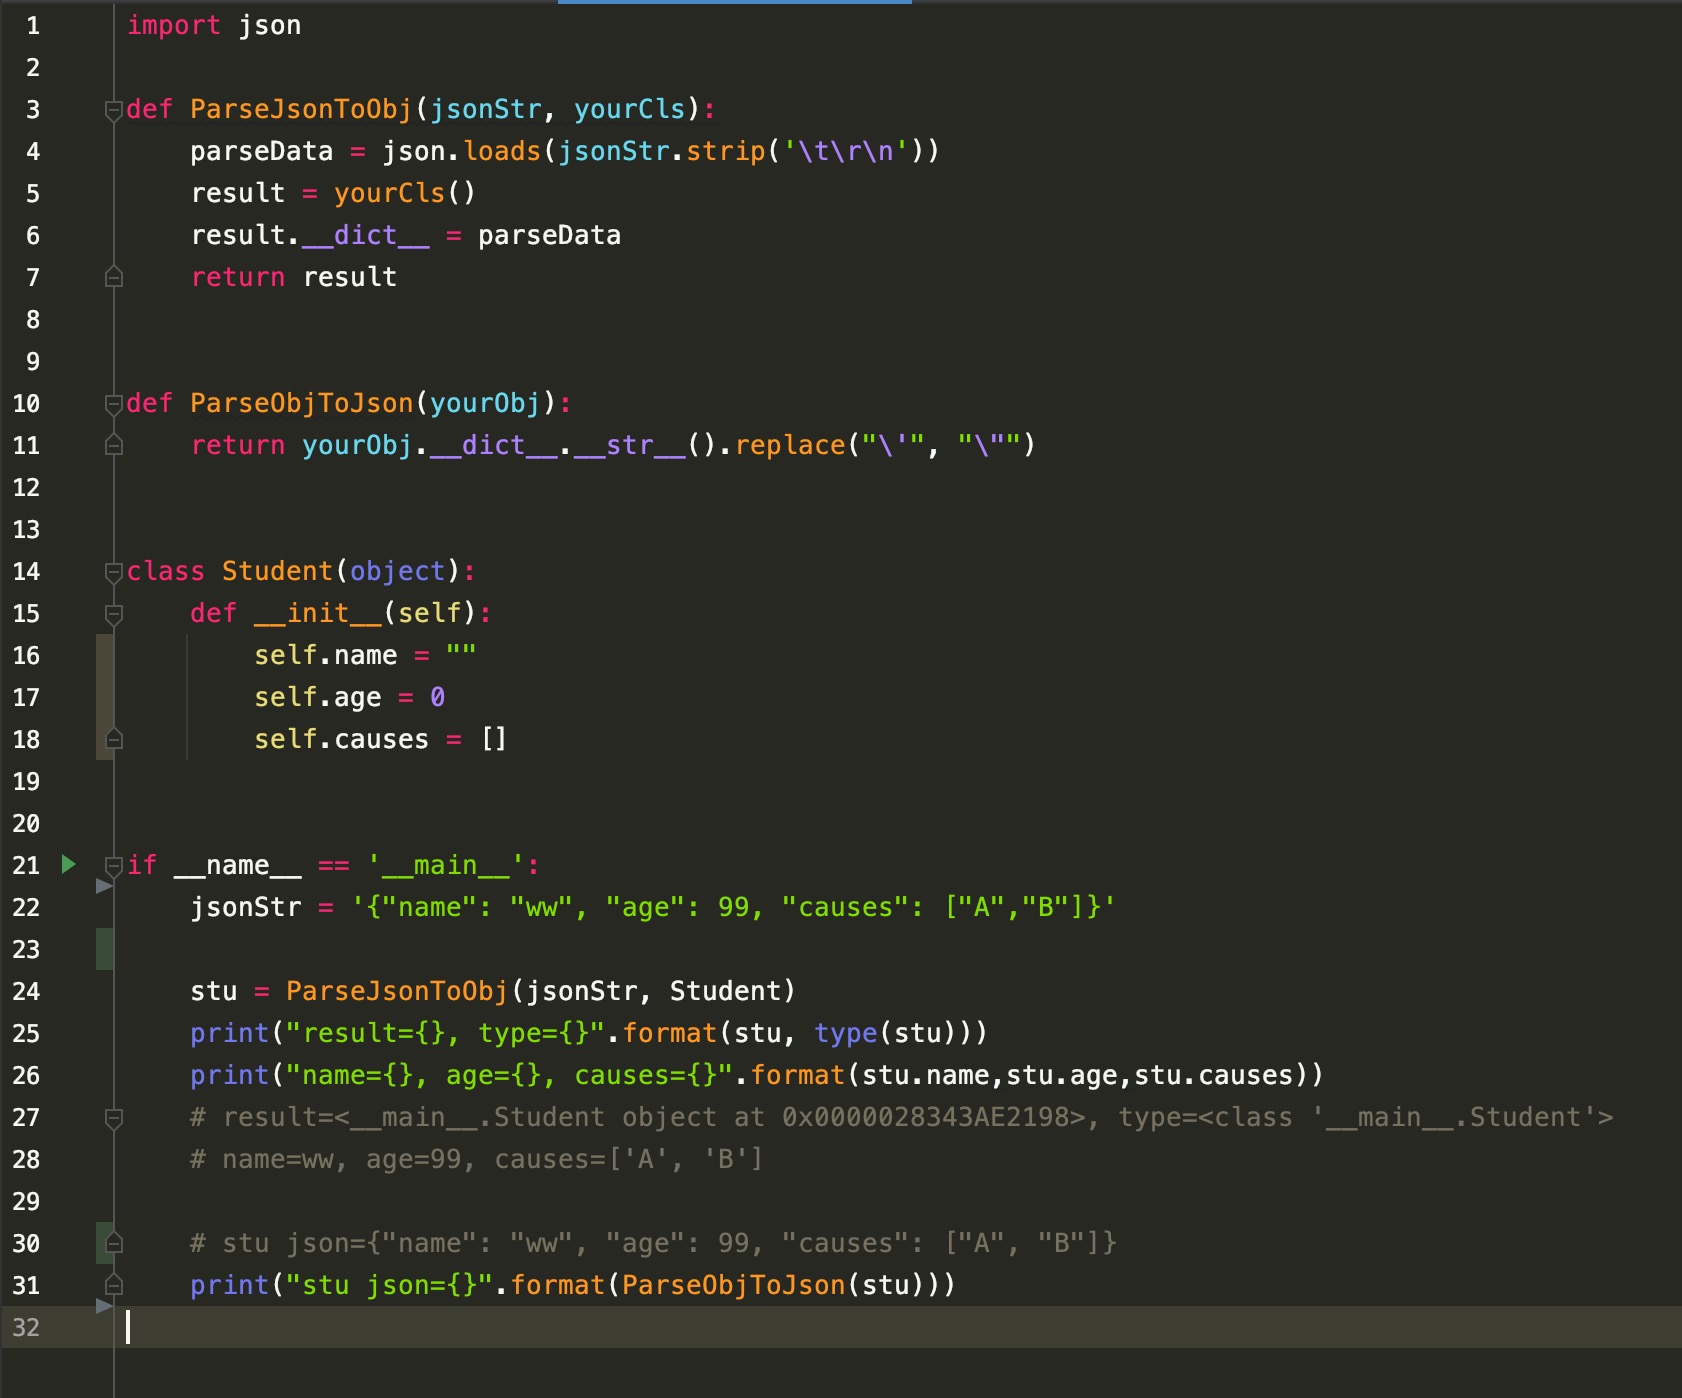 1 import json
2
3 def ParseJsonToObj(jsonStr, yourCls):
4     parseData = json.loads(jsonStr.strip('\t\r\n'))
5     result = yourCls()
6     result.__dict__ = parseData
7     return result
8
9
10 def ParseObjToJson(yourObj):
11     return yourObj.__dict__.__str__().replace("\'", "\"")
12
13
14 class Student(object):
15     def __init__(self):
16         self.name = ""
17         self.age = 0
18         self.causes = []
19
20
21 if __name__ == '__main__':
22     jsonStr = '{"name": "ww", "age": 99, "causes": ["A","B"]}'
23
24     stu = ParseJsonToObj(jsonStr, Student)
25     print("result={}, type={}".format(stu, type(stu)))
26     print("name={}, age={}, causes={}".format(stu.name,stu.age,stu.causes))
27     # result=<__main__.Student object at 0x0000028343AE2198>, type=<class '__main__.Student'>
28     # name=ww, age=99, causes=['A', 'B']
29
30     # stu json={"name": "ww", "age": 99, "causes": ["A", "B"]}
31     print("stu json={}".format(ParseObjToJson(stu)))
32